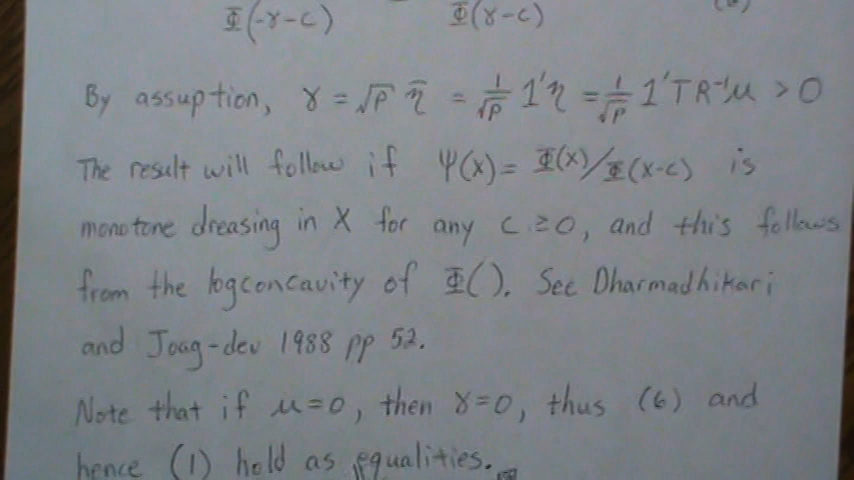 Φ(-γ-c) Φ(γ-c)
By assuption, γ = √p η̄ = 1/√p 1'η = 1/√p 1'TR⁻¹μ > 0
The result will follow if Ψ(x) = Φ(x)/Φ(x-c) is
monotone dreasing in X for any c ≥ 0, and this follows
from the logconcavity of Φ(). See Dharmadhikari
and Joag-dev 1988 pp 52.
Note that if μ=0, then γ=0, thus (6) and
hence (1) hold as equalities.